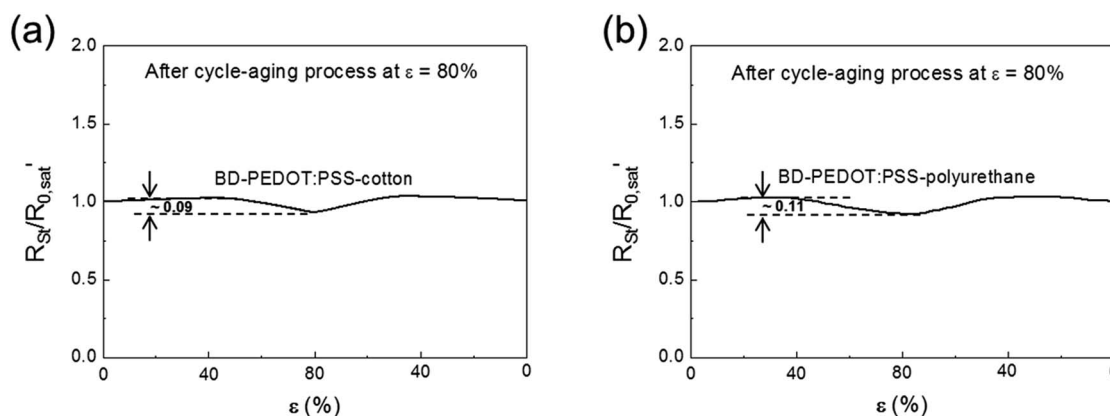 (a)
2.0
After cycle-aging process at ε = 80%
1.5
BD-PEDOT:PSS-cotton
1.0
~ 0.09
0.5
0.0
0 40 80 40 0
ε (%)
R_St/R_0,sat'
(b)
2.0
After cycle-aging process at ε = 80%
1.5
BD-PEDOT:PSS-polyurethane
1.0
~ 0.11
0.5
0.0
0 40 80 40 0
ε (%)
R_St/R_0,sat'